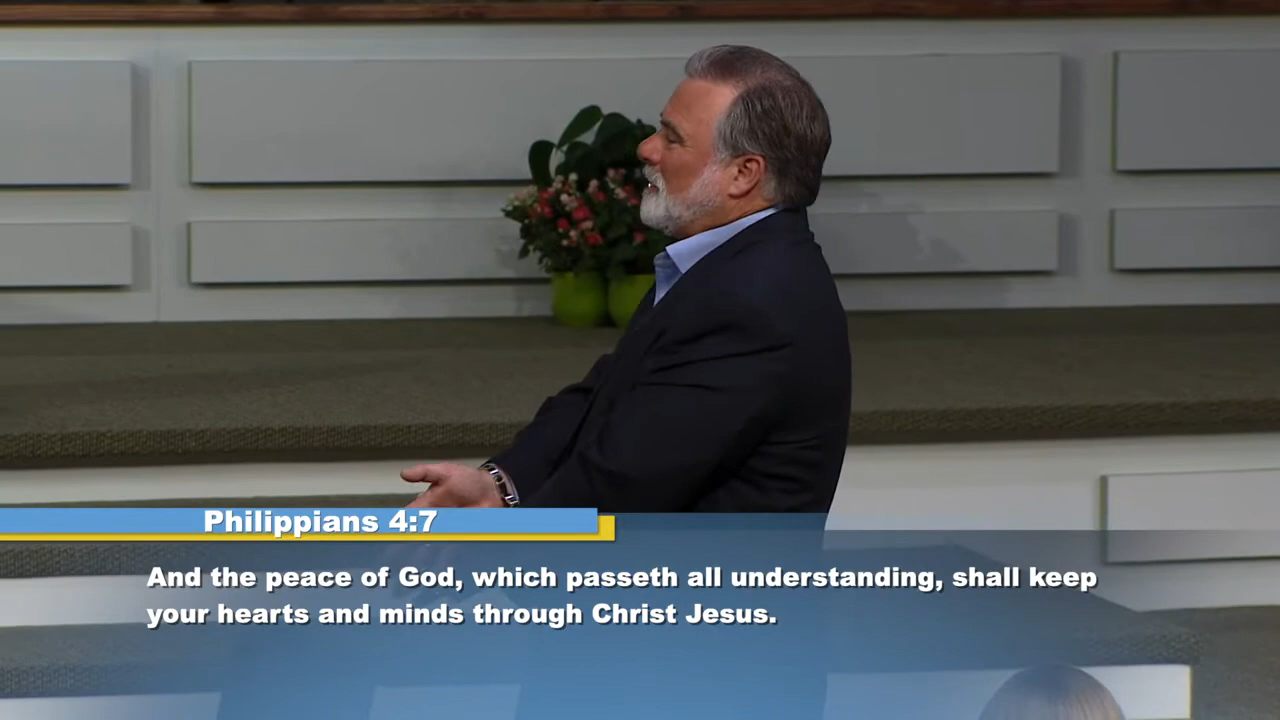 Philippians 4:7
And the peace of God, which passeth all understanding, shall keep
your hearts and minds through Christ Jesus.